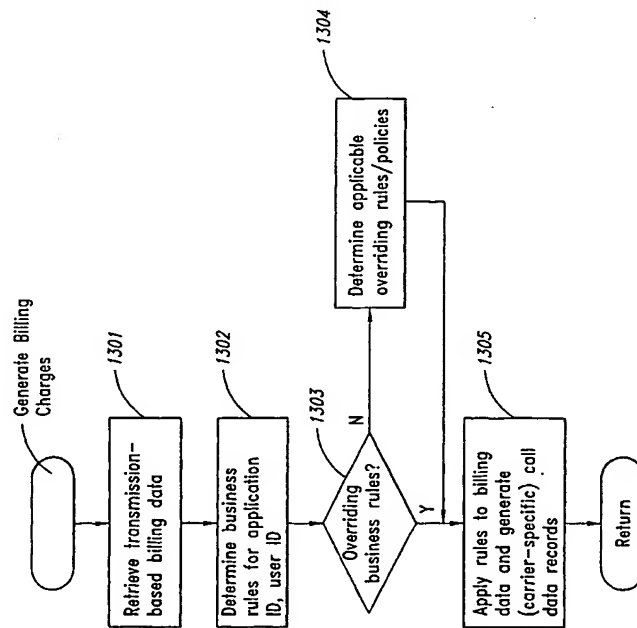 Generate Billing
Charges
1301
Retrieve transmission-
based billing data
1302
Determine business
rules for application
ID, user ID
1303
Overriding
business rules?
N
Y
1304
Determine applicable
overriding rules/policies
1305
Apply rules to billing
data and generate
(carrier-specific) call
data records
Return